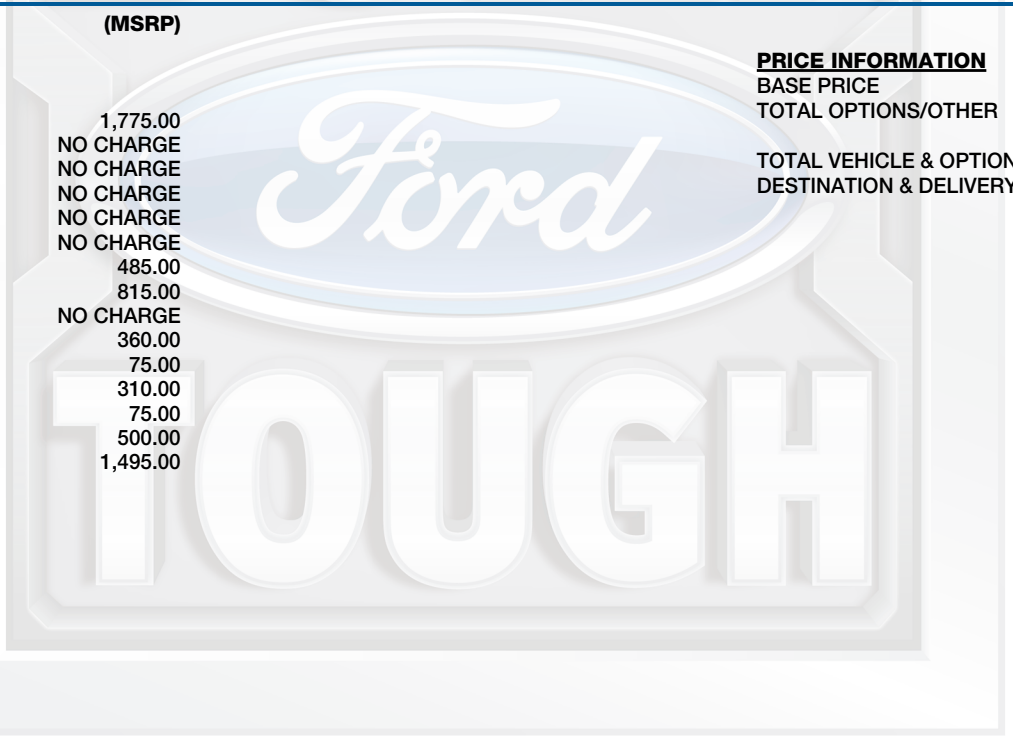 (MSRP)
1,775.00
NO CHARGE
NO CHARGE
NO CHARGE
NO CHARGE
NO CHARGE
485.00
815.00
NO CHARGE
360.00
75.00
310.00
75.00
500.00
1,495.00
PRICE INFORMATION
BASE PRICE
TOTAL OPTIONS/OTHER
TOTAL VEHICLE & OPTION
DESTINATION & DELIVERY
Ford
TOUGH